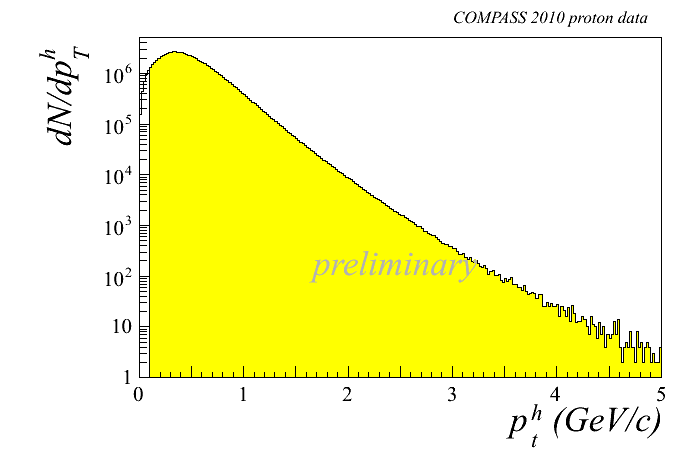 COMPASS 2010 proton data
dN/dp_T^h
10^6
10^5
10^4
10^3
10^2
10
1
preliminary
0 1 2 3 4 5
p_t^h (GeV/c)